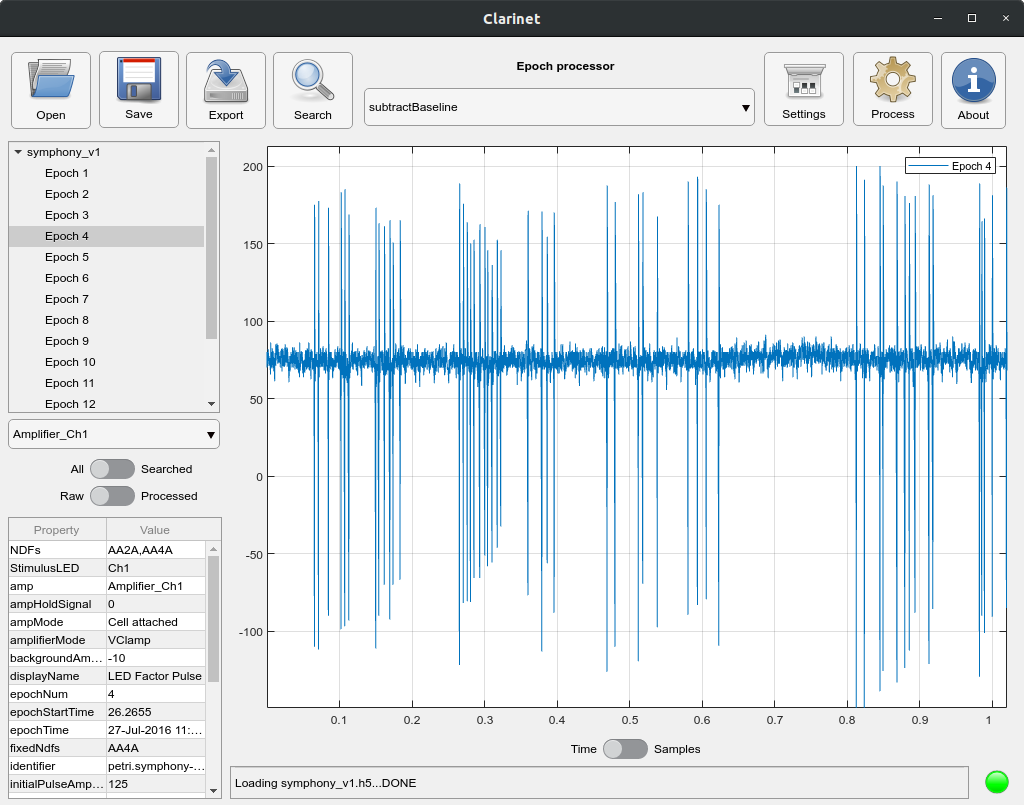 Clarinet
Open
Save
Export
Search
Epoch processor
subtractBaseline
Settings
Process
About
symphony_v1
Epoch 1
Epoch 2
Epoch 3
Epoch 4
Epoch 5
Epoch 6
Epoch 7
Epoch 8
Epoch 9
Epoch 10
Epoch 11
Epoch 12
Amplifier_Ch1
All Searched
Raw Processed
Property Value
NDFs AA2A,AA4A
StimulusLED Ch1
amp Amplifier_Ch1
ampHoldSignal 0
ampMode Cell attached
amplifierMode VClamp
backgroundAm... -10
displayName LED Factor Pulse
epochNum 4
epochStartTime 26.2655
epochTime 27-Jul-2016 11:...
fixedNdfs AA4A
identifier petri.symphony-...
initialPulseAmp... 125
Epoch 4
200
150
100
50
0
-50
-100
0.1 0.2 0.3 0.4 0.5 0.6 0.7 0.8 0.9 1
Time Samples
Loading symphony_v1.h5...DONE